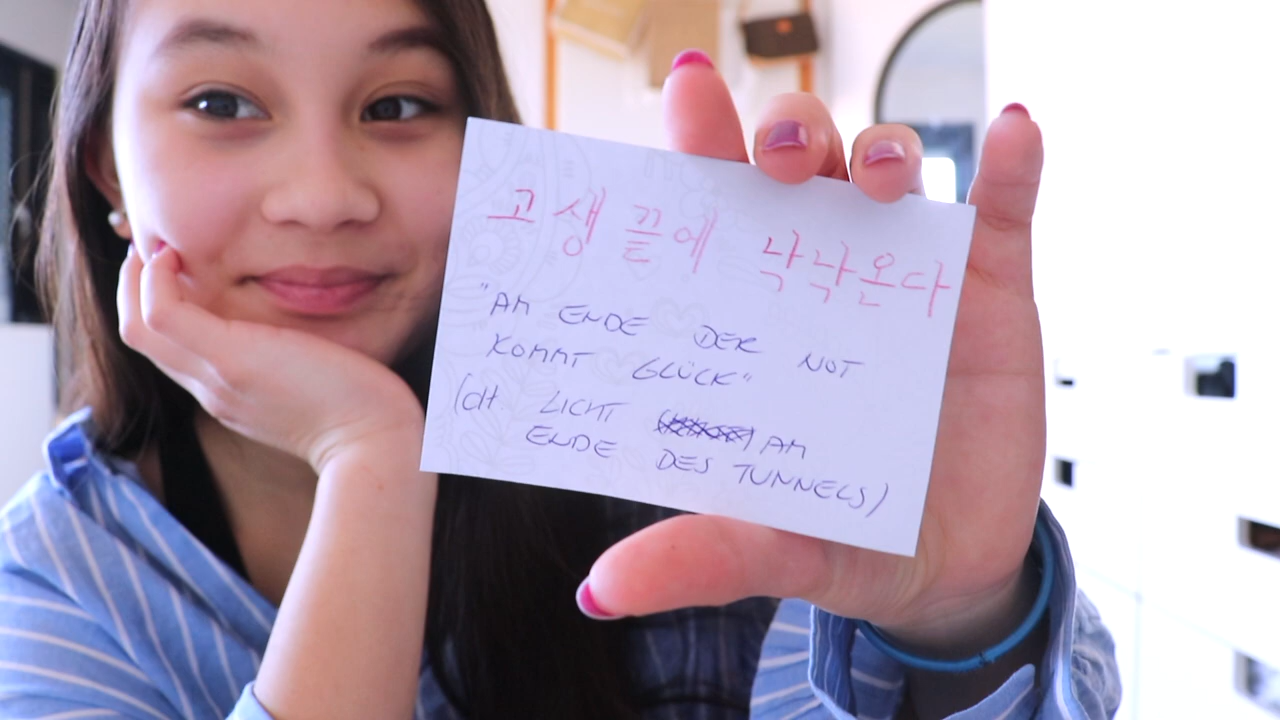 고생 끝에 낙낙온다
"AM ENDE DER NOT
KOMMT GLÜCK"
(dt. LICHT AM
ENDE DES TUNNELS)